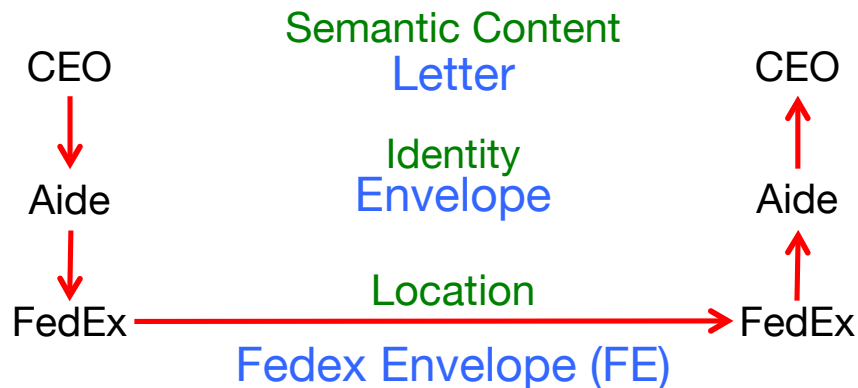 Semantic Content
CEO Letter CEO
Identity
Aide Envelope Aide
Location
FedEx FedEx
Fedex Envelope (FE)